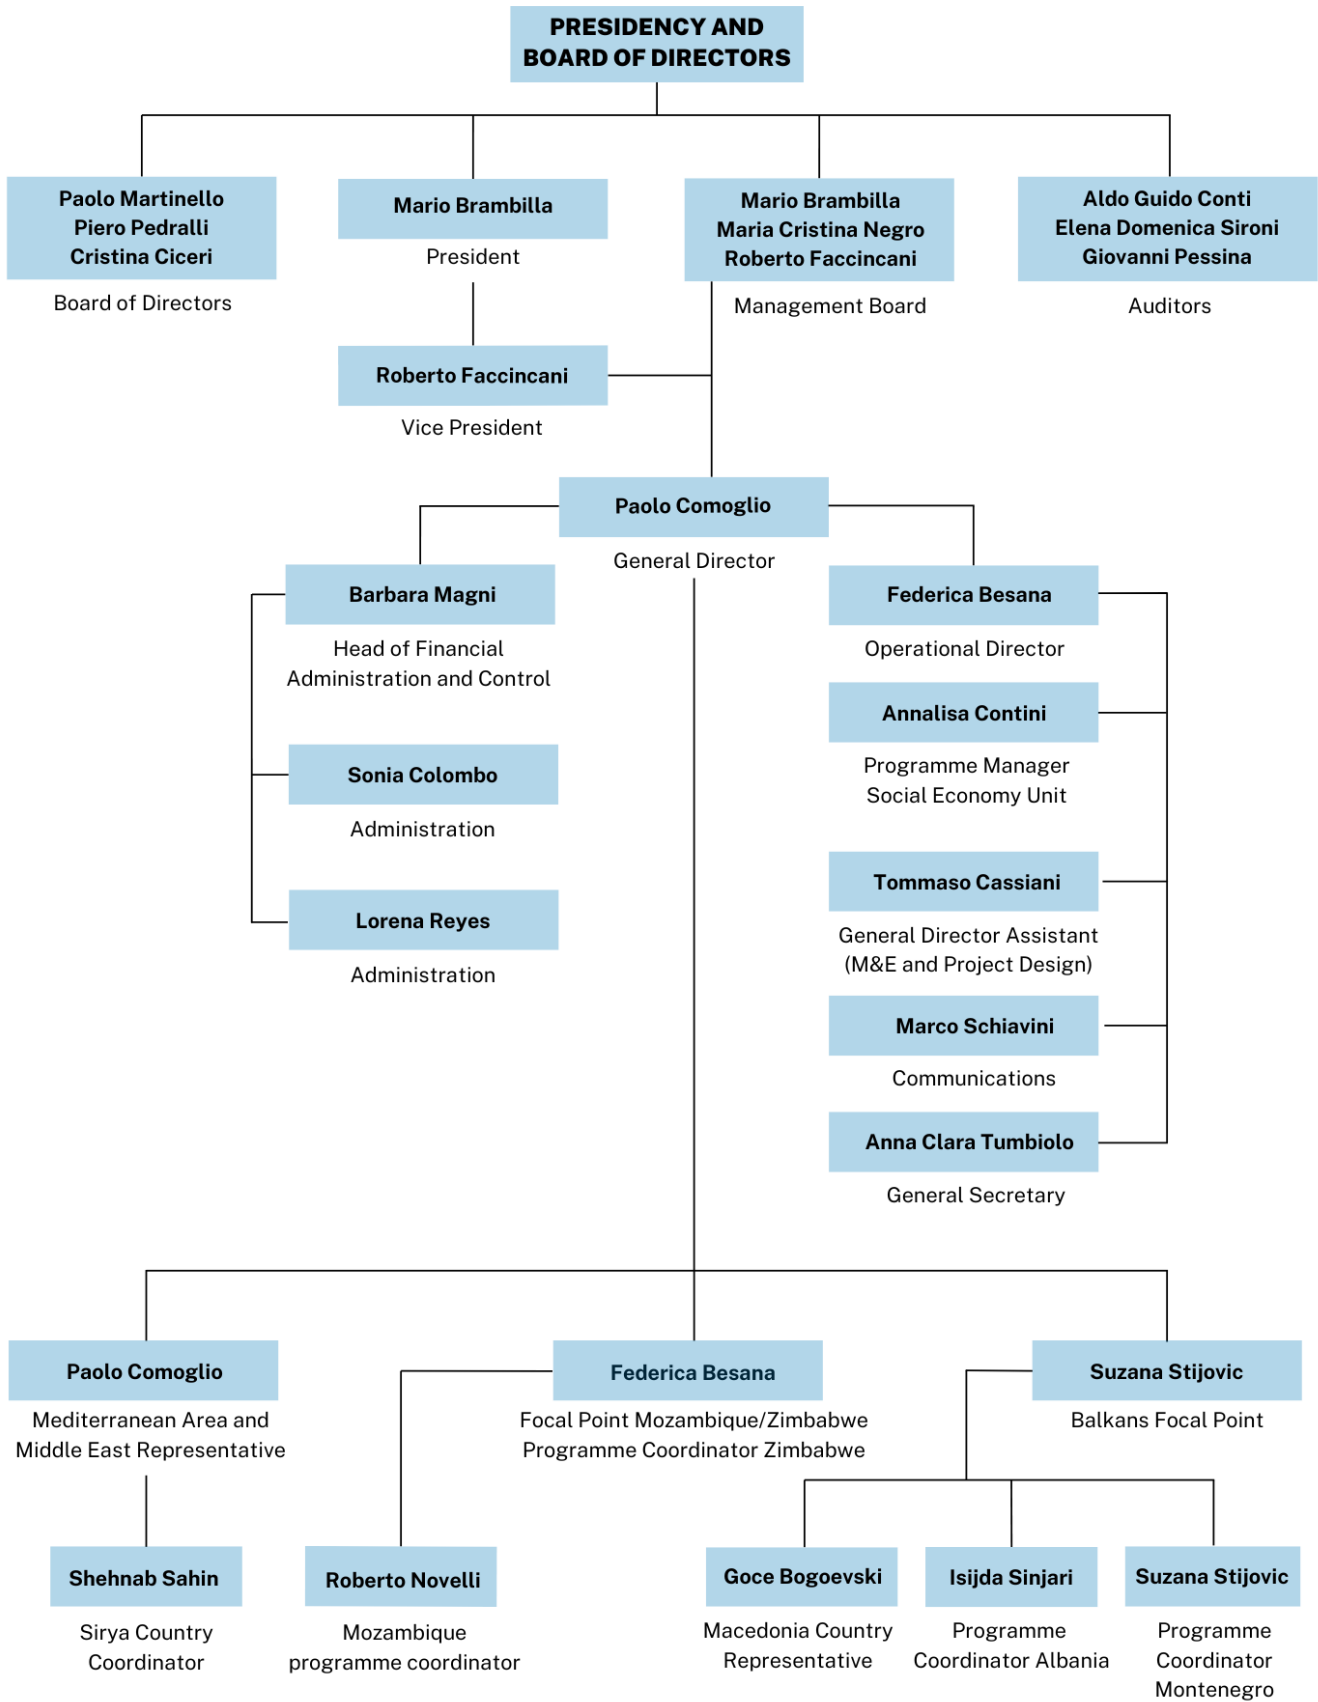 PRESIDENCY AND
BOARD OF DIRECTORS
Paolo Martinello
Piero Pedralli
Cristina Ciceri
Board of Directors
Mario Brambilla
President
Mario Brambilla
Maria Cristina Negro
Roberto Faccincani
Management Board
Aldo Guido Conti
Elena Domenica Sironi
Giovanni Pessina
Auditors
Roberto Faccincani
Vice President
Paolo Comoglio
General Director
Barbara Magni
Head of Financial
Administration and Control
Sonia Colombo
Administration
Lorena Reyes
Administration
Federica Besana
Operational Director
Annalisa Contini
Programme Manager
Social Economy Unit
Tommaso Cassiani
General Director Assistant
(M&E and Project Design)
Marco Schiavini
Communications
Anna Clara Tumbiolo
General Secretary
Paolo Comoglio
Mediterranean Area and
Middle East Representative
Federica Besana
Focal Point Mozambique/Zimbabwe
Programme Coordinator Zimbabwe
Suzana Stijovic
Balkans Focal Point
Shehnab Sahin
Sirya Country
Coordinator
Roberto Novelli
Mozambique
programme coordinator
Goce Bogoevski
Macedonia Country
Representative
Isijda Sinjari
Programme
Coordinator Albania
Suzana Stijovic
Programme
Coordinator
Montenegro